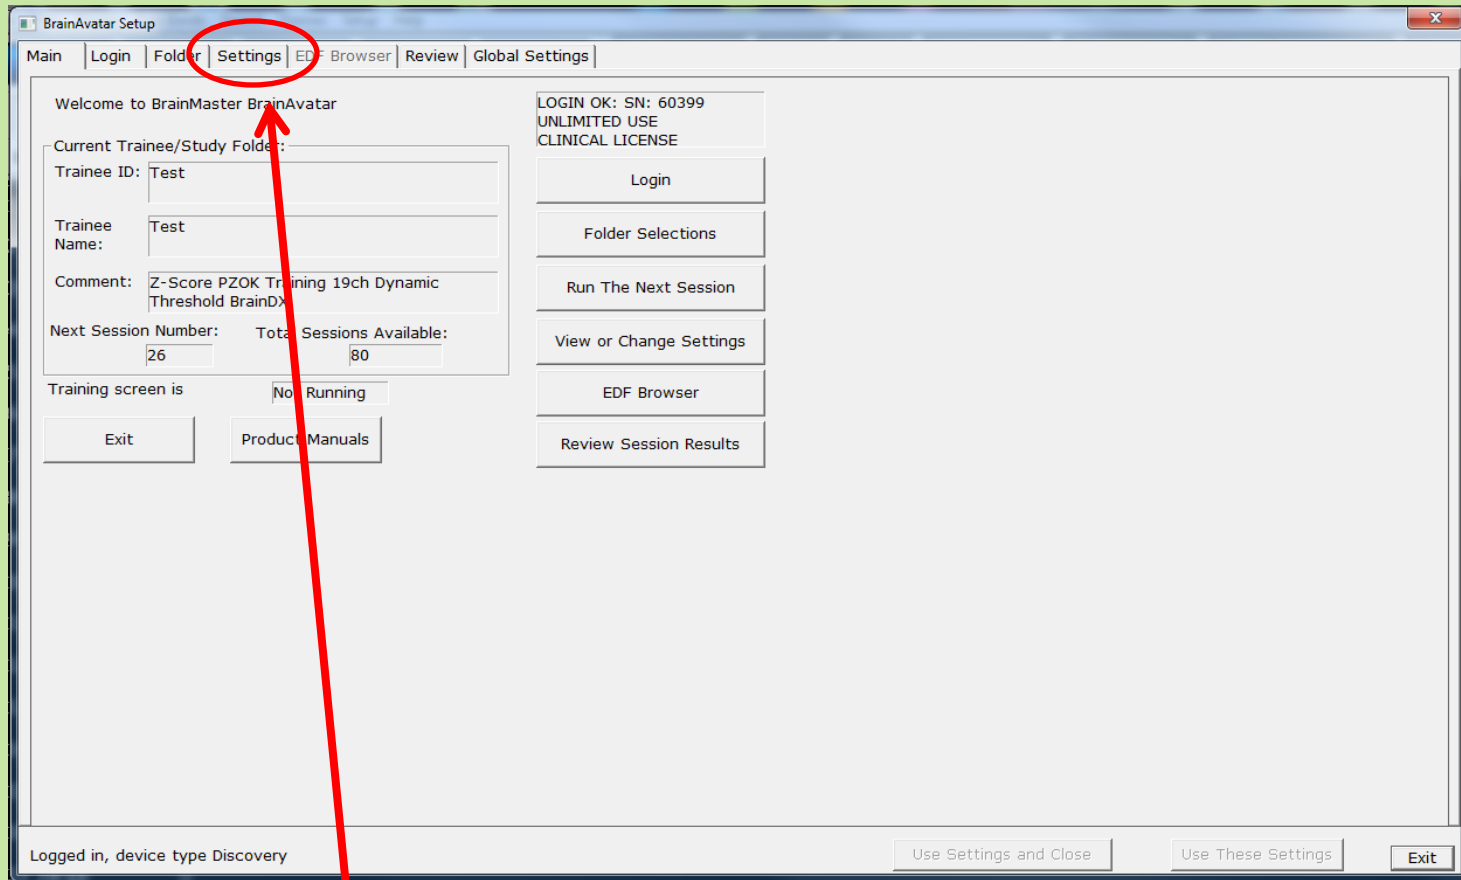 BrainAvatar Setup
Main Login Folder Settings EDF Browser Review Global Settings
Welcome to BrainMaster BrainAvatar
Current Trainee/Study Folder:
Trainee ID: Test
Trainee
Name:
Test
Comment: Z-Score PZOK Training 19ch Dynamic
Threshold BrainDX
Next Session Number: Total Sessions Available:
26 80
Training screen is Not Running
Exit Product Manuals
LOGIN OK: SN: 60399
UNLIMITED USE
CLINICAL LICENSE
Login
Folder Selections
Run The Next Session
View or Change Settings
EDF Browser
Review Session Results
Logged in, device type Discovery
Use Settings and Close Use These Settings Exit